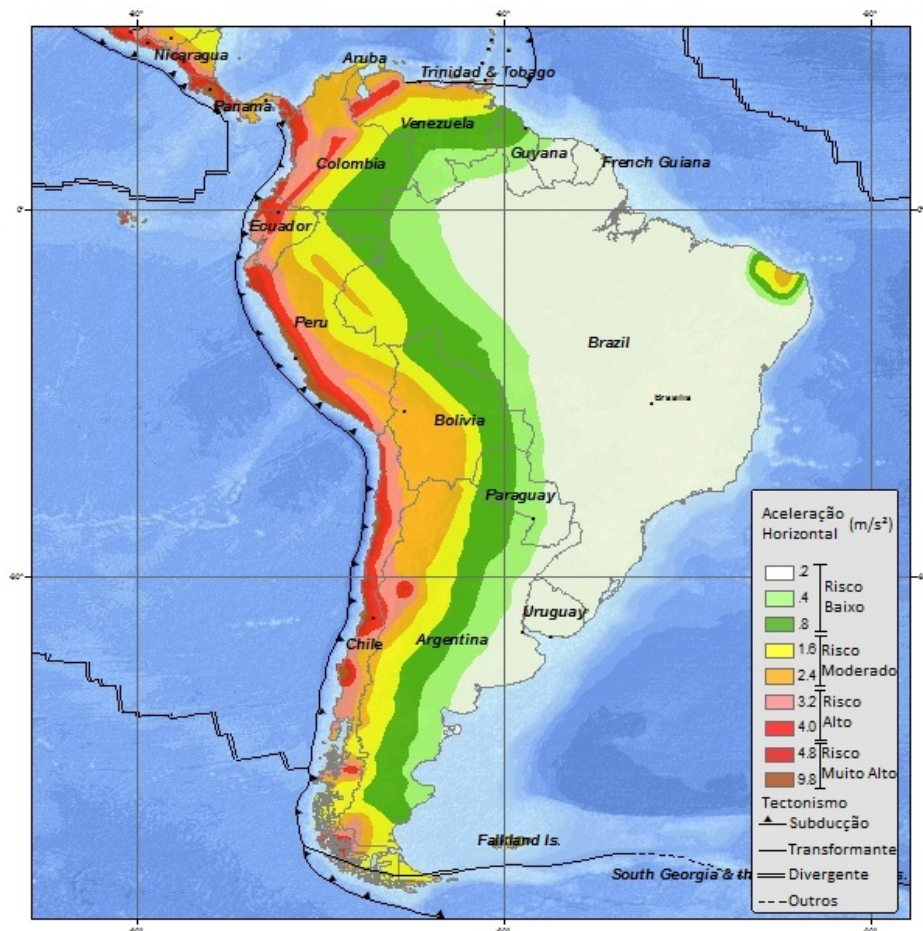 Nicaragua
Aruba
Trinidad & Tobago
Panama
Venezuela
Guyana
French Guiana
Colombia
0°
Ecuador
Peru
Brazil
Brasilia
Bolivia
Paraguay
Uruguay
Argentina
Chile
Falkland Is.
South Georgia & th
s.
Aceleração
Horizontal (m/s²)
.2
.4 Risco
.8 Baixo
1.6 Risco
2.4 Moderado
3.2 Risco
4.0 Alto
4.8 Risco
9.8 Muito Alto
Tectonismo
Subducção
Transformante
Divergente
Outros